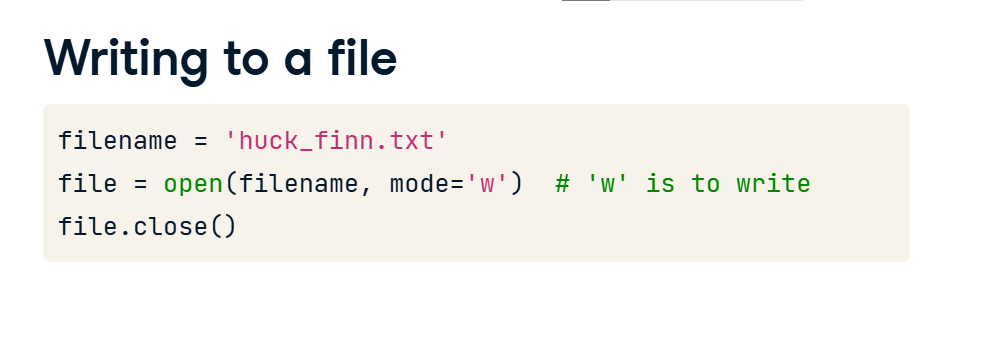 Writing to a file
filename = 'huck_finn.txt'
file = open(filename, mode='w')  # 'w' is to write
file.close()